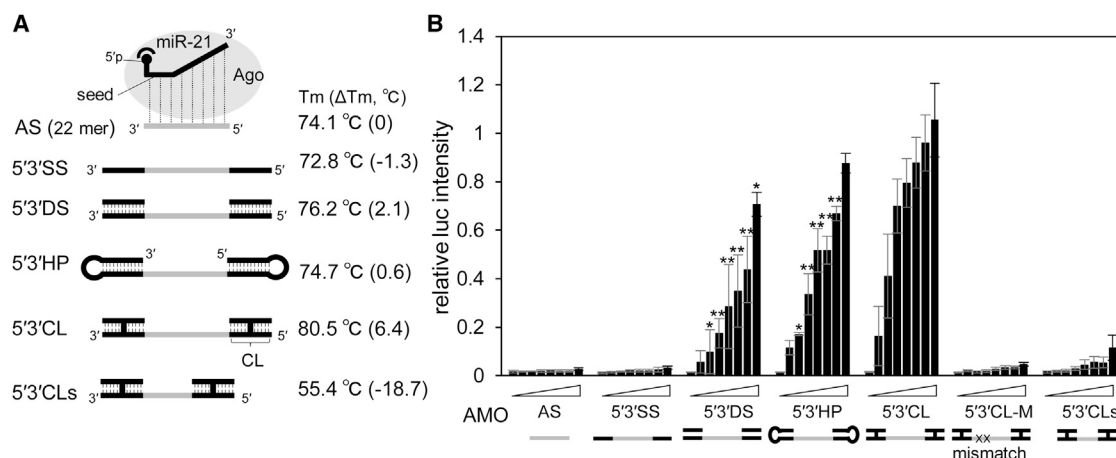 A
miR-21
3′
5′p
Ago
seed
Tm (ΔTm, °C)
AS (22 mer) 3′ 5′ 74.1 °C (0)
5′3′SS 3′ 5′ 72.8 °C (-1.3)
5′3′DS 3′ 5′ 76.2 °C (2.1)
5′3′HP 3′ 5′ 74.7 °C (0.6)
5′3′CL 3′ 5′ 80.5 °C (6.4)
CL
5′3′CLs 3′ 5′ 55.4 °C (-18.7)
B
relative luc intensity
1.4
1.2
1
0.8
0.6
0.4
0.2
0
* ** ** ** ** *
* ** ** ** **
AMO AS 5′3′SS 5′3′DS 5′3′HP 5′3′CL 5′3′CL-M 5′3′CLs
xx
mismatch